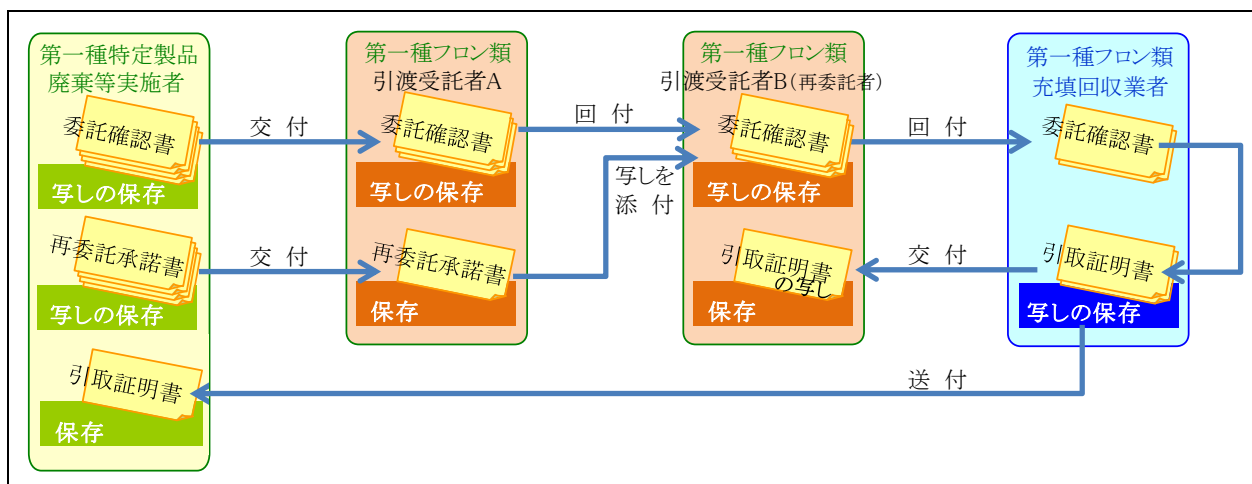 第一種特定製品
廃棄等実施者
委託確認書
写しの保存
再委託承諾書
写しの保存
引取証明書
保存
交 付
交 付
第一種フロン類
引渡受託者A
委託確認書
写しの保存
再委託承諾書
保存
回 付
写しを
添 付
第一種フロン類
引渡受託者B(再委託者)
委託確認書
写しの保存
引取証明書
の写し
保存
回 付
交 付
第一種フロン類
充填回収業者
委託確認書
引取証明書
写しの保存
送 付